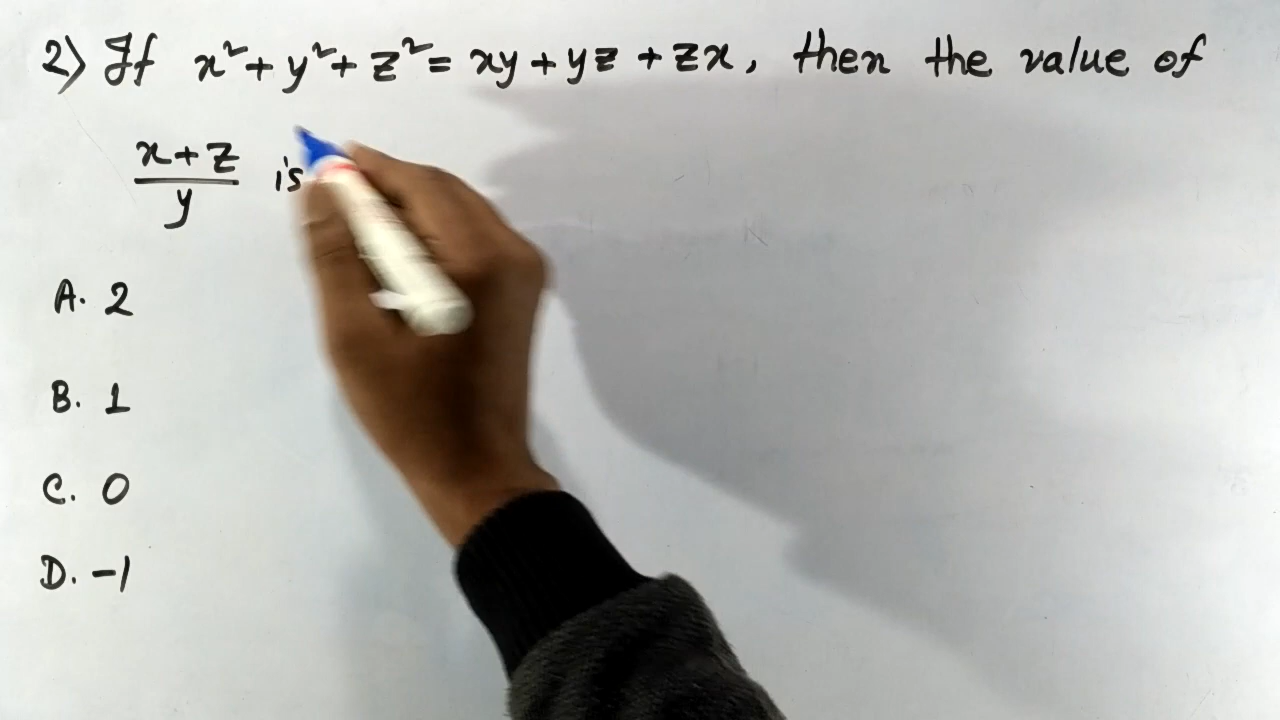 2) If x²+y²+z²=xy+yz+zx, then the value of
x+z
y
is
A. 2
B. 1
C. 0
D. -1